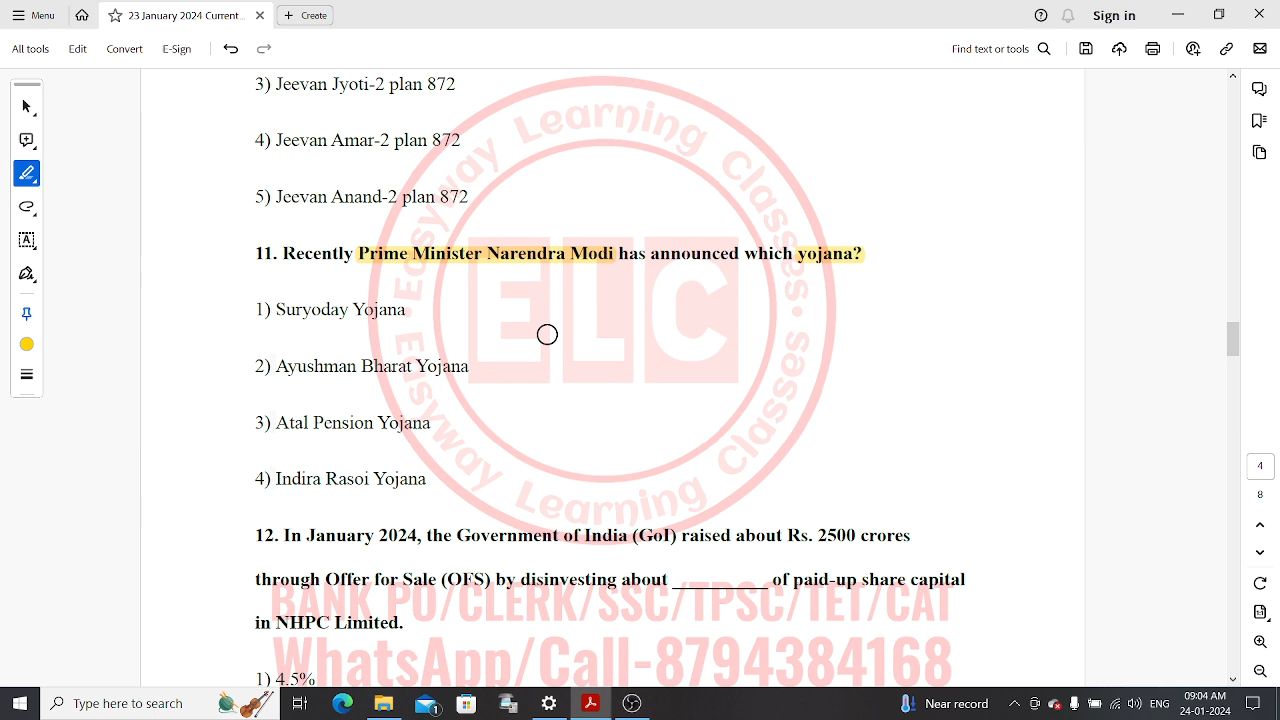 Menu
23 January 2024 Current...
Create
Sign in
All tools Edit Convert E-Sign
Find text or tools
3) Jeevan Jyoti-2 plan 872
4) Jeevan Amar-2 plan 872
5) Jeevan Anand-2 plan 872
11. Recently Prime Minister Narendra Modi has announced which yojana?
1) Suryoday Yojana
2) Ayushman Bharat Yojana
3) Atal Pension Yojana
4) Indira Rasoi Yojana
12. In January 2024, the Government of India (GoI) raised about Rs. 2500 crores
through Offer for Sale (OFS) by disinvesting about __________ of paid-up share capital
in NHPC Limited.
1) 4.5%
Easyway Learning Classes
ELC
Easyway Learning Classes
BANK PO/CLERK/SSC/TPSC/TET/CAT
WhatsApp/Call-8794384168
4
8
Type here to search
Near record
ENG
09:04 AM
24-01-2024